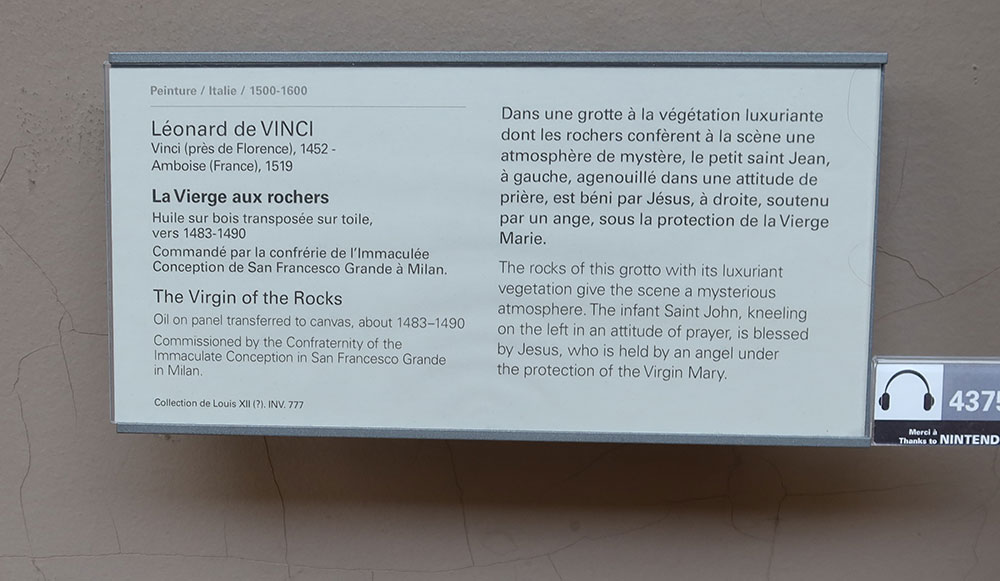 Peinture / Italie / 1500-1600
Léonard de VINCI
Vinci (près de Florence), 1452 -
Amboise (France), 1519
La Vierge aux rochers
Huile sur bois transposée sur toile,
vers 1483-1490
Commandé par la confrérie de l'Immaculée
Conception de San Francesco Grande à Milan.
The Virgin of the Rocks
Oil on panel transferred to canvas, about 1483–1490
Commissioned by the Confraternity of the
Immaculate Conception in San Francesco Grande
in Milan.
Collection de Louis XII (?). INV. 777
Dans une grotte à la végétation luxuriante
dont les rochers confèrent à la scène une
atmosphère de mystère, le petit saint Jean,
à gauche, agenouillé dans une attitude de
prière, est béni par Jésus, à droite, soutenu
par un ange, sous la protection de la Vierge
Marie.
The rocks of this grotto with its luxuriant
vegetation give the scene a mysterious
atmosphere. The infant Saint John, kneeling
on the left in an attitude of prayer, is blessed
by Jesus, who is held by an angel under
the protection of the Virgin Mary.
4375
Merci à
Thanks to NINTEND